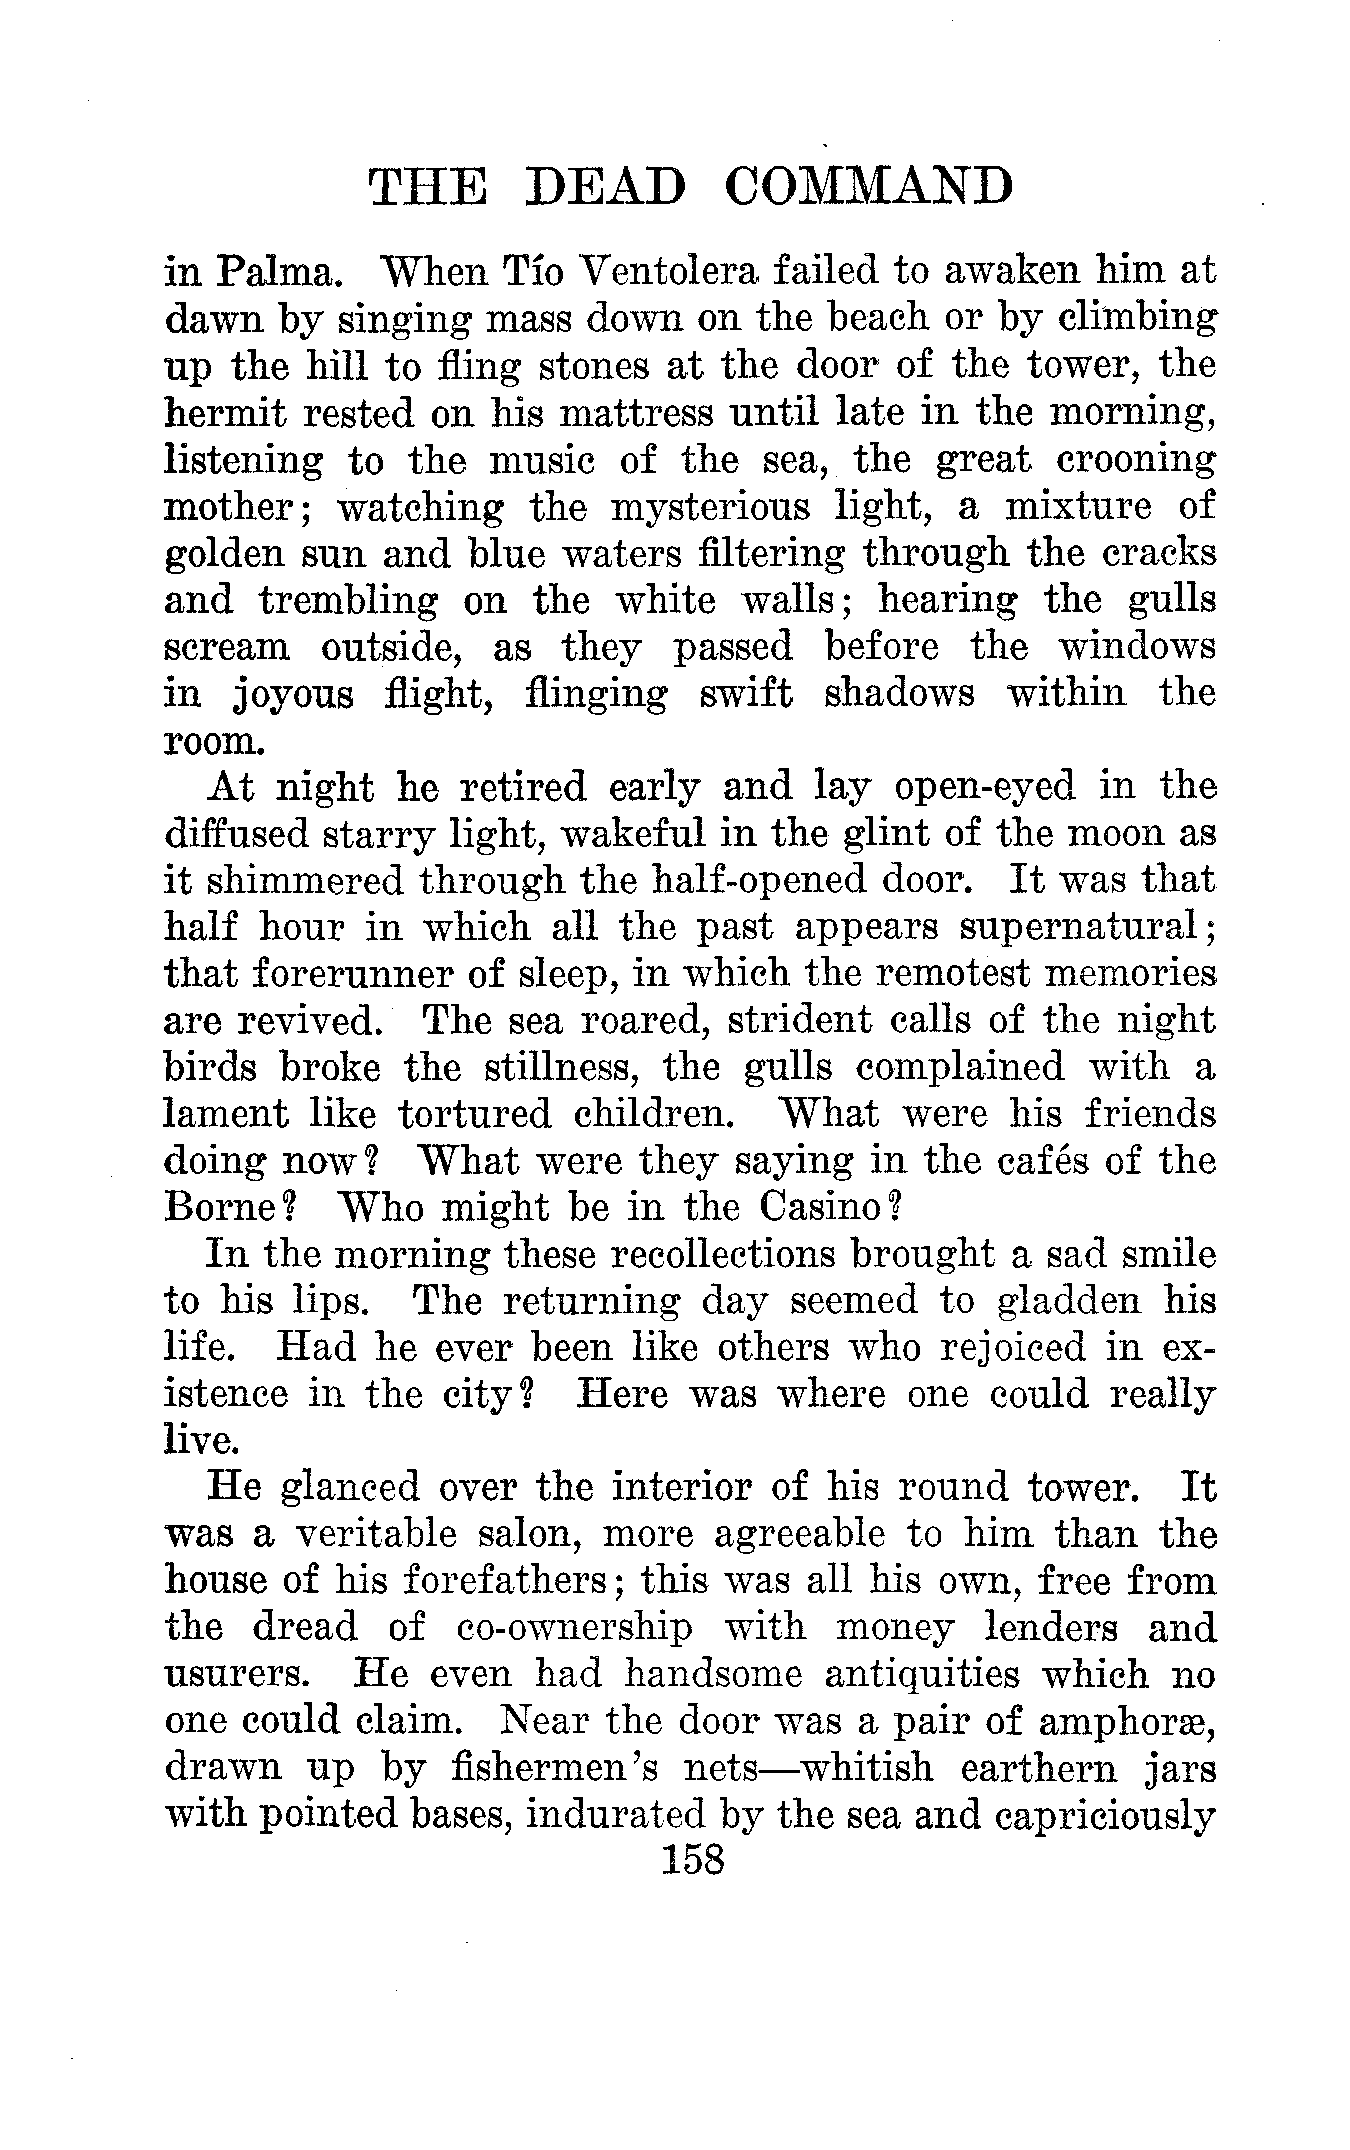 THE DEAD COMMAND
in Palma. When Tío Ventolera failed to awaken him at
dawn by singing mass down on the beach or by climbing
up the hill to fling stones at the door of the tower, the
hermit rested on his mattress until late in the morning,
listening to the music of the sea, the great crooning
mother; watching the mysterious light, a mixture of
golden sun and blue waters filtering through the cracks
and trembling on the white walls; hearing the gulls
scream outside, as they passed before the windows
in joyous flight, flinging swift shadows within the
room.
At night he retired early and lay open-eyed in the
diffused starry light, wakeful in the glint of the moon as
it shimmered through the half-opened door. It was that
half hour in which all the past appears supernatural;
that forerunner of sleep, in which the remotest memories
are revived. The sea roared, strident calls of the night
birds broke the stillness, the gulls complained with a
lament like tortured children. What were his friends
doing now? What were they saying in the cafés of the
Borne? Who might be in the Casino?
In the morning these recollections brought a sad smile
to his lips. The returning day seemed to gladden his
life. Had he ever been like others who rejoiced in ex-
istence in the city? Here was where one could really
live.
He glanced over the interior of his round tower. It
was a veritable salon, more agreeable to him than the
house of his forefathers; this was all his own, free from
the dread of co-ownership with money lenders and
usurers. He even had handsome antiquities which no
one could claim. Near the door was a pair of amphoræ,
drawn up by fishermen's nets—whitish earthern jars
with pointed bases, indurated by the sea and capriciously
158